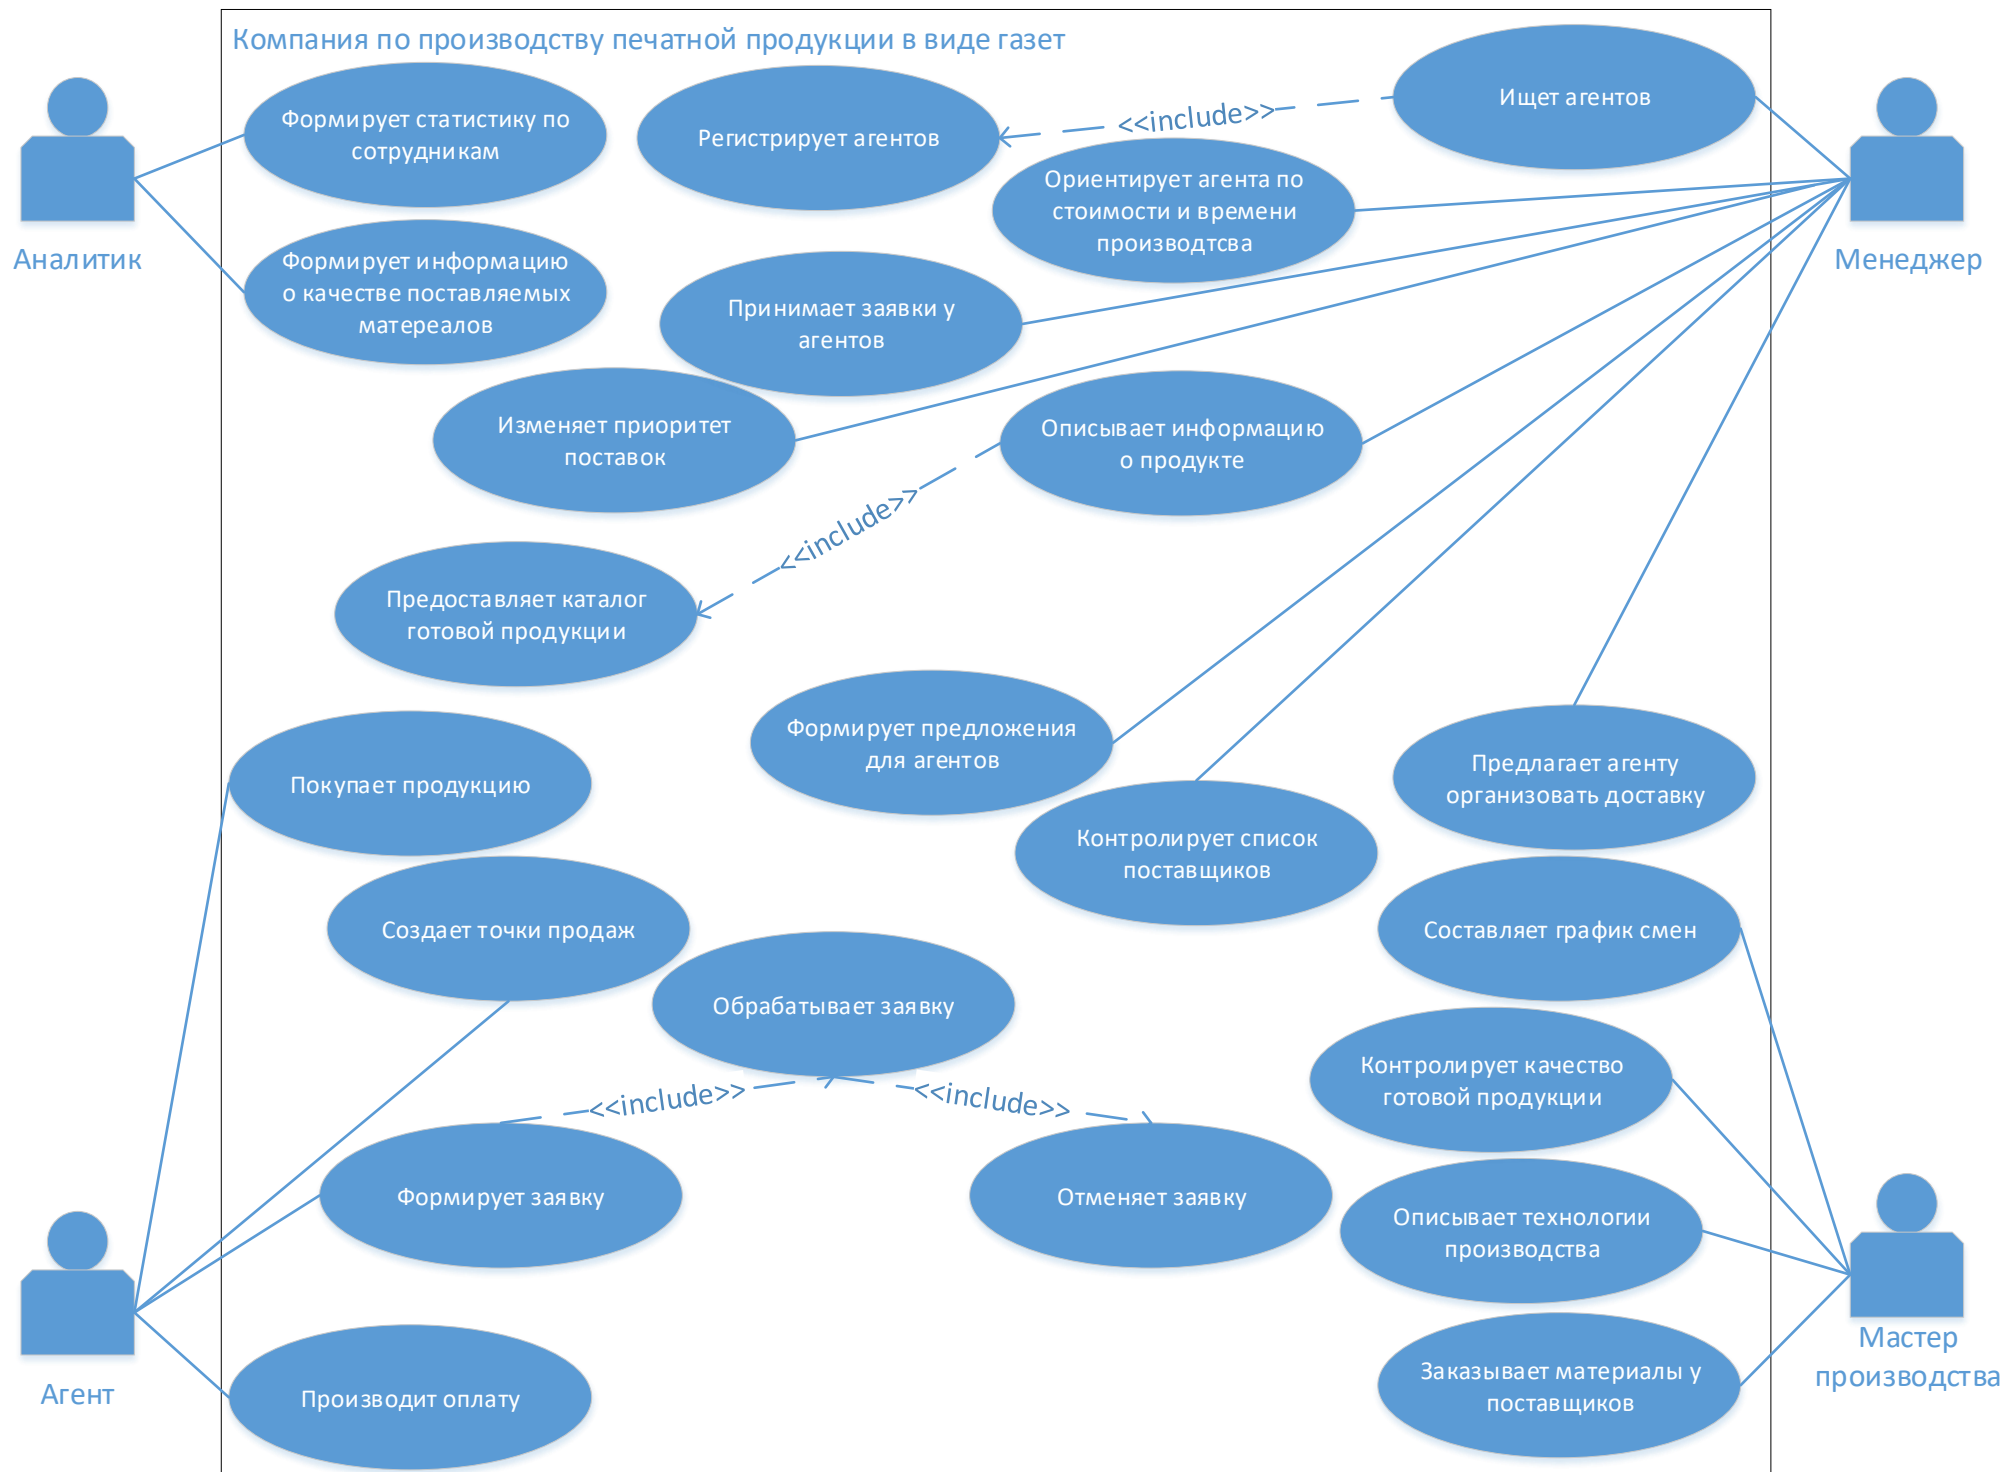 Компания по производству печатной продукции в виде газет
Формирует статистику по
сотрудникам
Регистрирует агентов
<<include>>
Ищет агентов
Ориентирует агента по
стоимости и времени
производтсва
Аналитик
Менеджер
Формирует информацию
о качестве поставляемых
матереалов
Принимает заявки у
агентов
Изменяет приоритет
поставок
Описывает информацию
о продукте
<<include>>
Предоставляет каталог
готовой продукции
Формирует предложения
для агентов
Предлагает агенту
организовать доставку
Покупает продукцию
Контролирует список
поставщиков
Создает точки продаж
Составляет график смен
Обрабатывает заявку
Контролирует качество
готовой продукции
<<include>>
<<include>>
Формирует заявку
Отменяет заявку
Описывает технологии
производства
Мастер
производства
Агент
Производит оплату
Заказывает материалы у
поставщиков